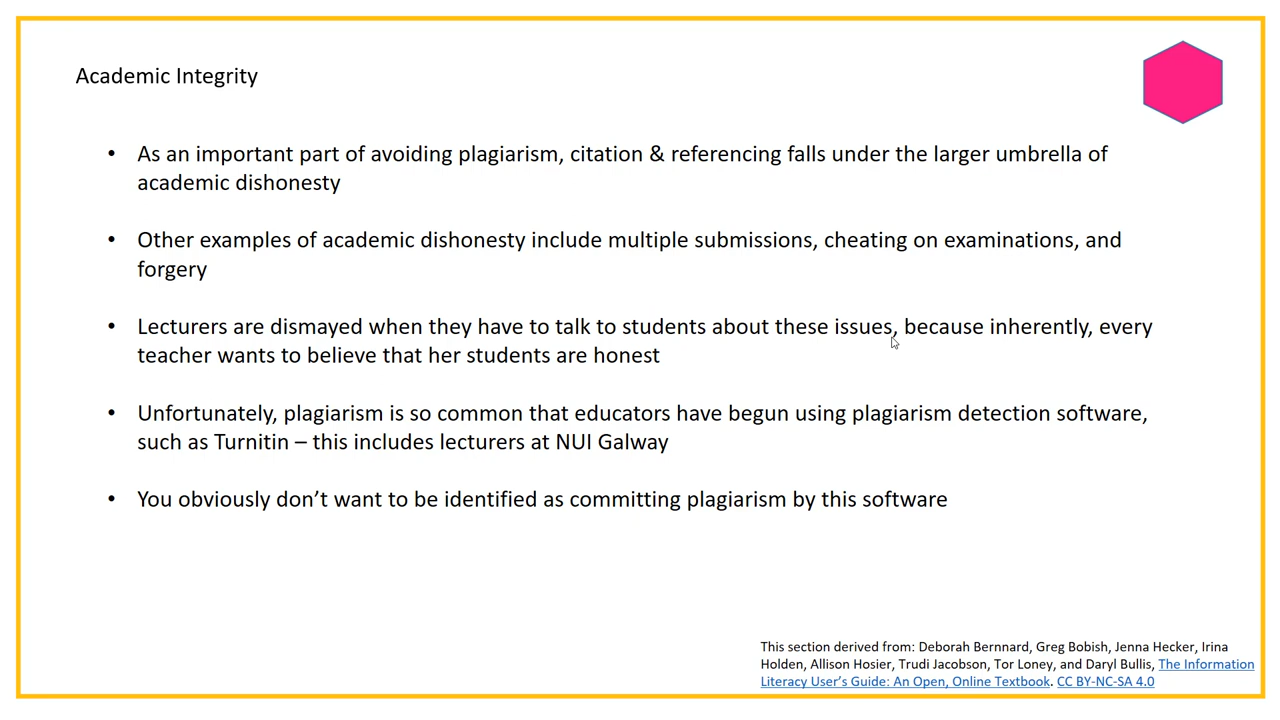 Academic Integrity
• As an important part of avoiding plagiarism, citation & referencing falls under the larger umbrella of
academic dishonesty
• Other examples of academic dishonesty include multiple submissions, cheating on examinations, and
forgery
• Lecturers are dismayed when they have to talk to students about these issues, because inherently, every
teacher wants to believe that her students are honest
• Unfortunately, plagiarism is so common that educators have begun using plagiarism detection software,
such as Turnitin – this includes lecturers at NUI Galway
• You obviously don’t want to be identified as committing plagiarism by this software
This section derived from: Deborah Bernnard, Greg Bobish, Jenna Hecker, Irina
Holden, Allison Hosier, Trudi Jacobson, Tor Loney, and Daryl Bullis, The Information
Literacy User’s Guide: An Open, Online Textbook. CC BY-NC-SA 4.0